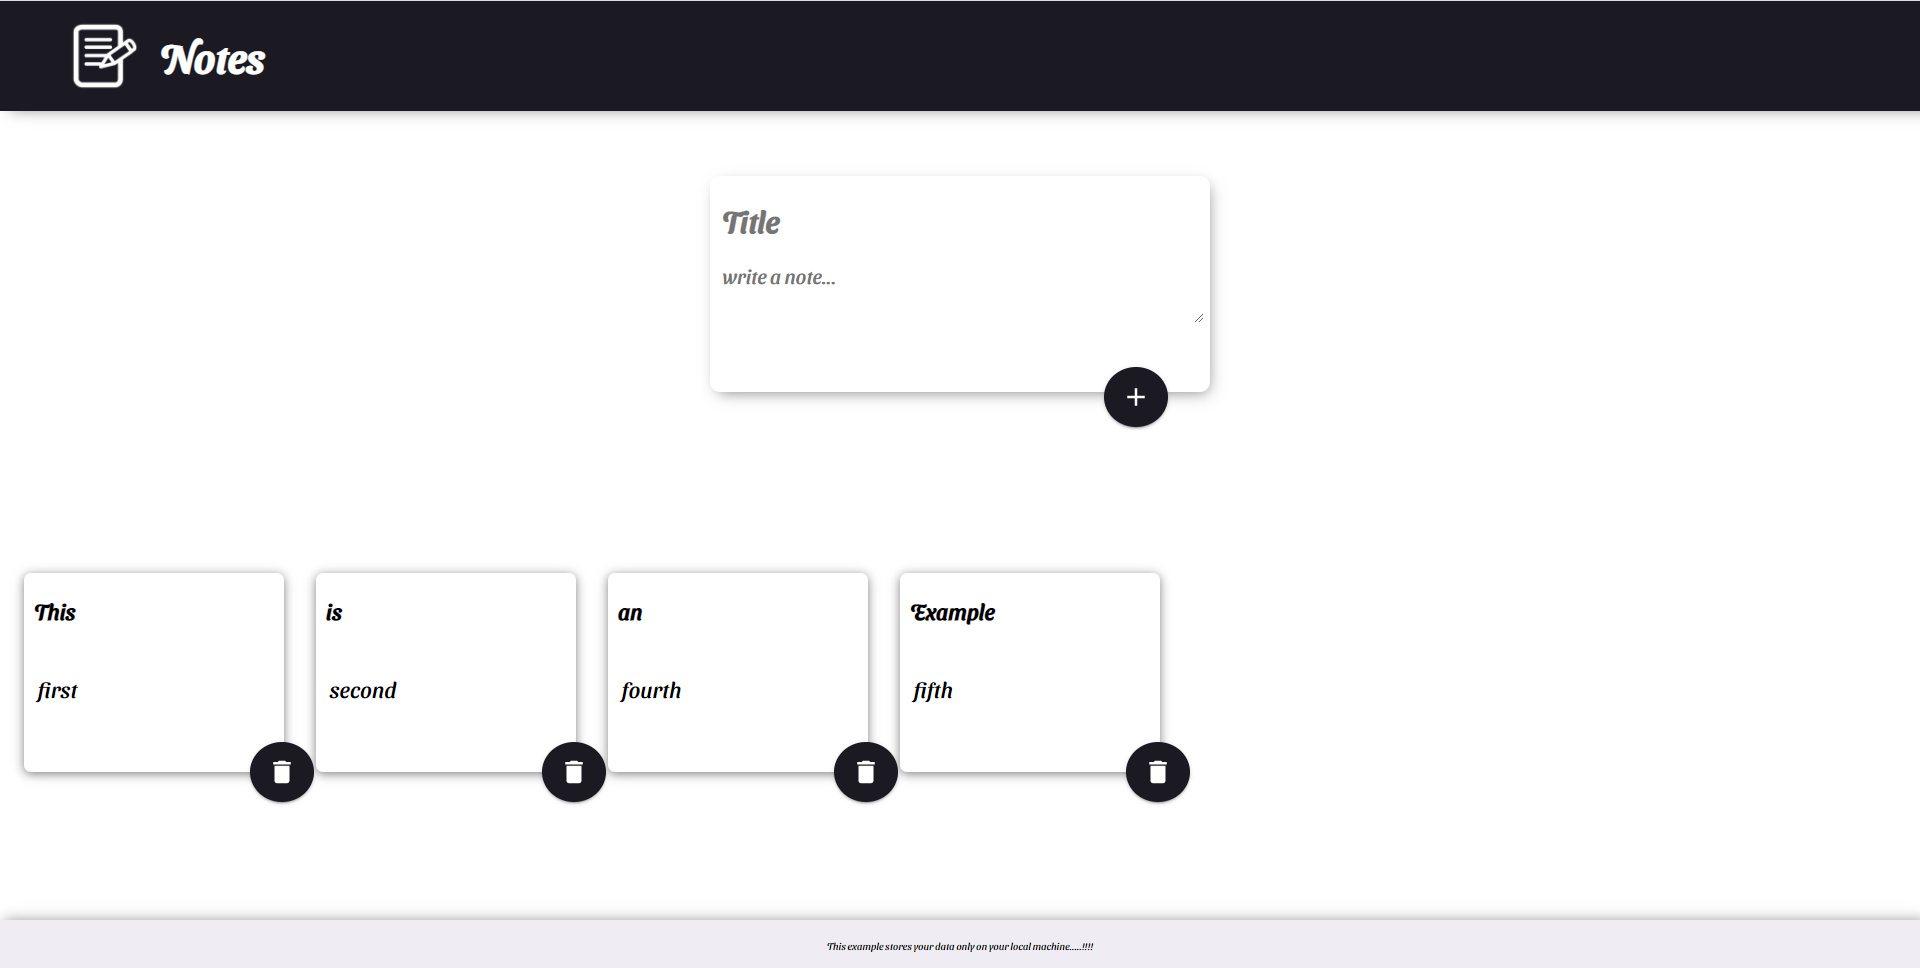 Notes
Title
write a note...
This
first
is
second
an
fourth
Example
fifth
This example stores your data only on your local machine.....!!!!